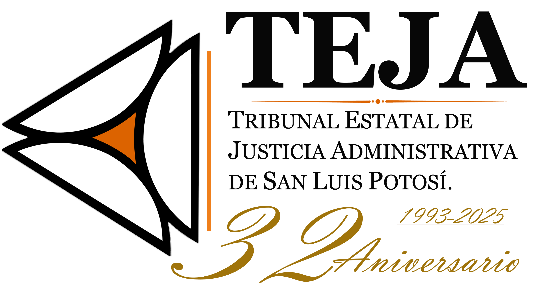 TEJA
TRIBUNAL ESTATAL DE
JUSTICIA ADMINISTRATIVA
DE SAN LUIS POTOSÍ.
1993-2025
32 Aniversario